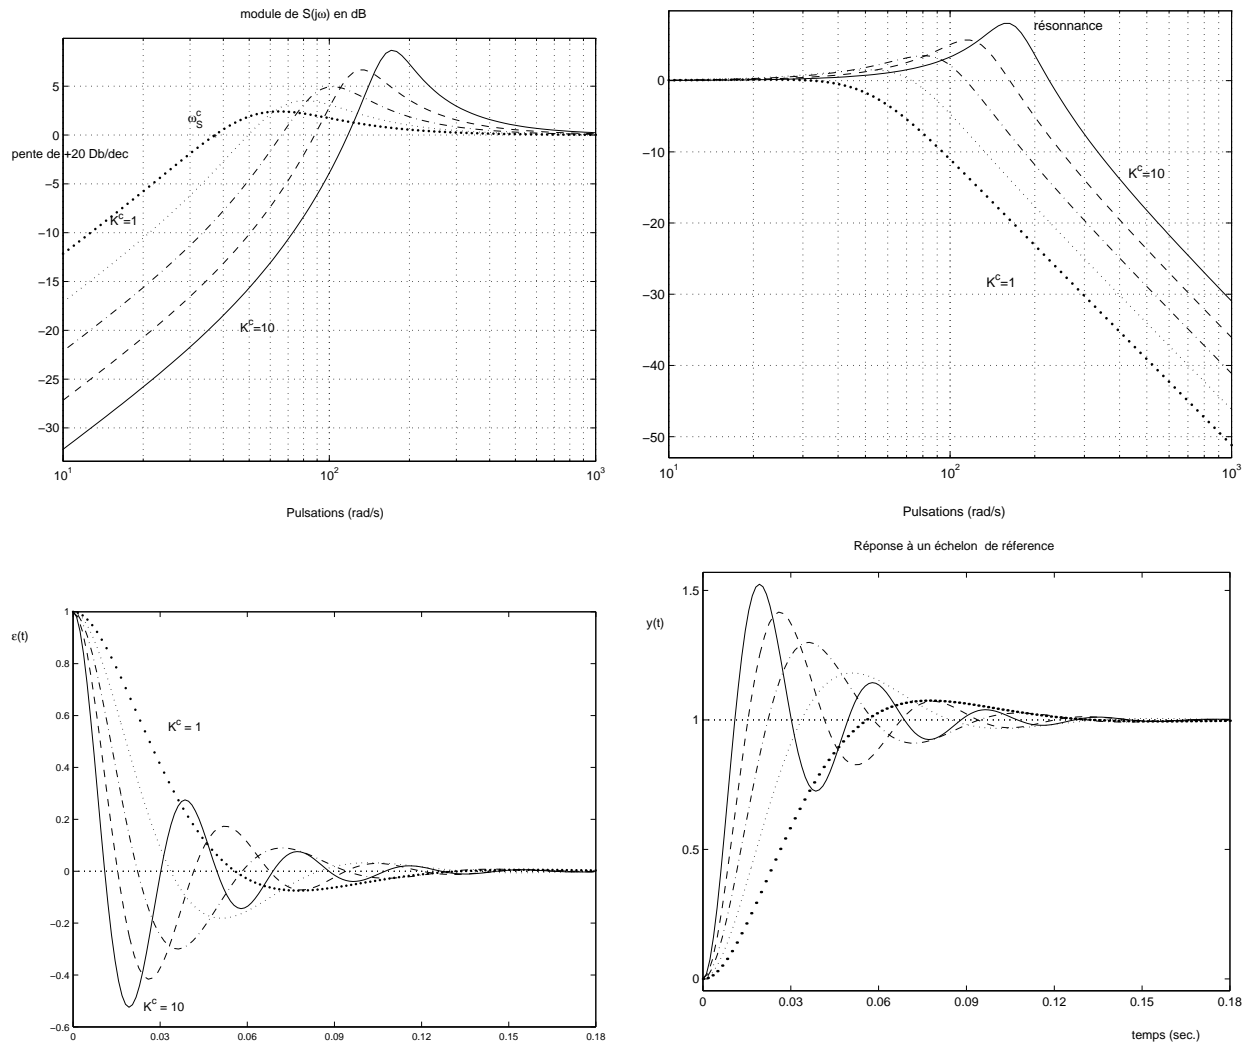 module de S(jω) en dB
5
0
−5
−10
−15
−20
−25
−30
ω_S^c
pente de +20 Db/dec
K^c=1
K^c=10
10^1
10^2
10^3
Pulsations (rad/s)
résonnance
0
−10
−20
−30
−40
−50
K^c=10
K^c=1
10^1
10^2
10^3
Pulsations (rad/s)
ε(t)
1
0.8
0.6
0.4
0.2
0
−0.2
−0.4
−0.6
K^c = 1
K^c = 10
0
0.03
0.06
0.09
0.12
0.15
0.18
Réponse à un échelon de réference
y(t)
1.5
1
0.5
0
0
0.03
0.06
0.09
0.12
0.15
0.18
temps (sec.)